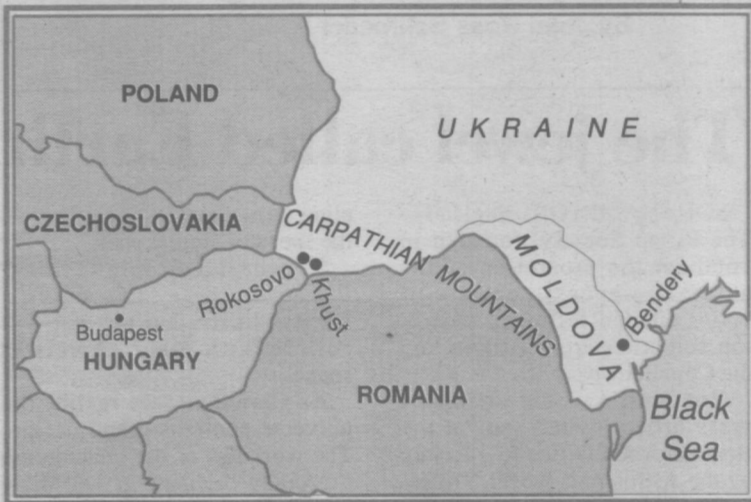 POLAND
UKRAINE
CZECHOSLOVAKIA
CARPATHIAN MOUNTAINS
MOLDOVA
Rokosovo
Khust
Bendery
Budapest
HUNGARY
ROMANIA
Black
Sea